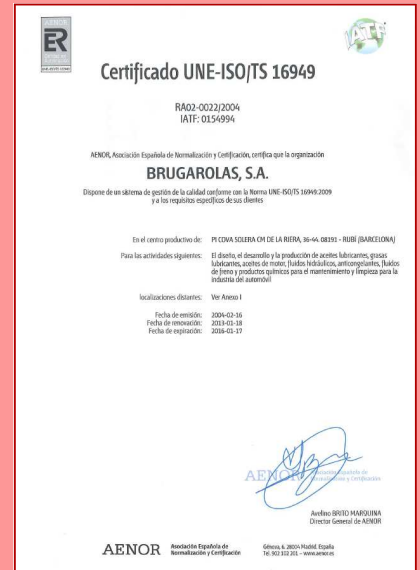 AENOR
ER
IATF
Certificado UNE-ISO/TS 16949
RA02-0022/2004
IATF: 0154994
AENOR, Asociación Española de Normalización y Certificación, certifica que la organización
BRUGAROLAS, S.A.
Dispone de un sistema de gestión de la calidad conforme con la Norma UNE-ISO/TS 16949:2009
y a los requisitos específicos de sus clientes
En el centro productivo de: PI COVA SOLERA CM DE LA RIERA, 36-44. 08191 - RUBÍ (BARCELONA)
Para las actividades siguientes: El diseño, el desarrollo y la producción de aceites lubricantes, grasas
lubricantes, aceites de motor, fluidos hidráulicos, anticongelantes, fluidos
de freno y productos químicos para el mantenimiento y limpieza para la
industria del automóvil
localizaciones distantes: Ver Anexo I
Fecha de emisión: 2004-02-16
Fecha de renovación: 2013-01-18
Fecha de expiración: 2016-01-17
AENOR Asociación Española de
Normalización y Certificación
Avelino BRITO MARQUINA
Director General de AENOR
AENOR Asociación Española de
Normalización y Certificación
Génova, 6. 28004 Madrid. España
Tel. 902 102 201 – www.aenor.es